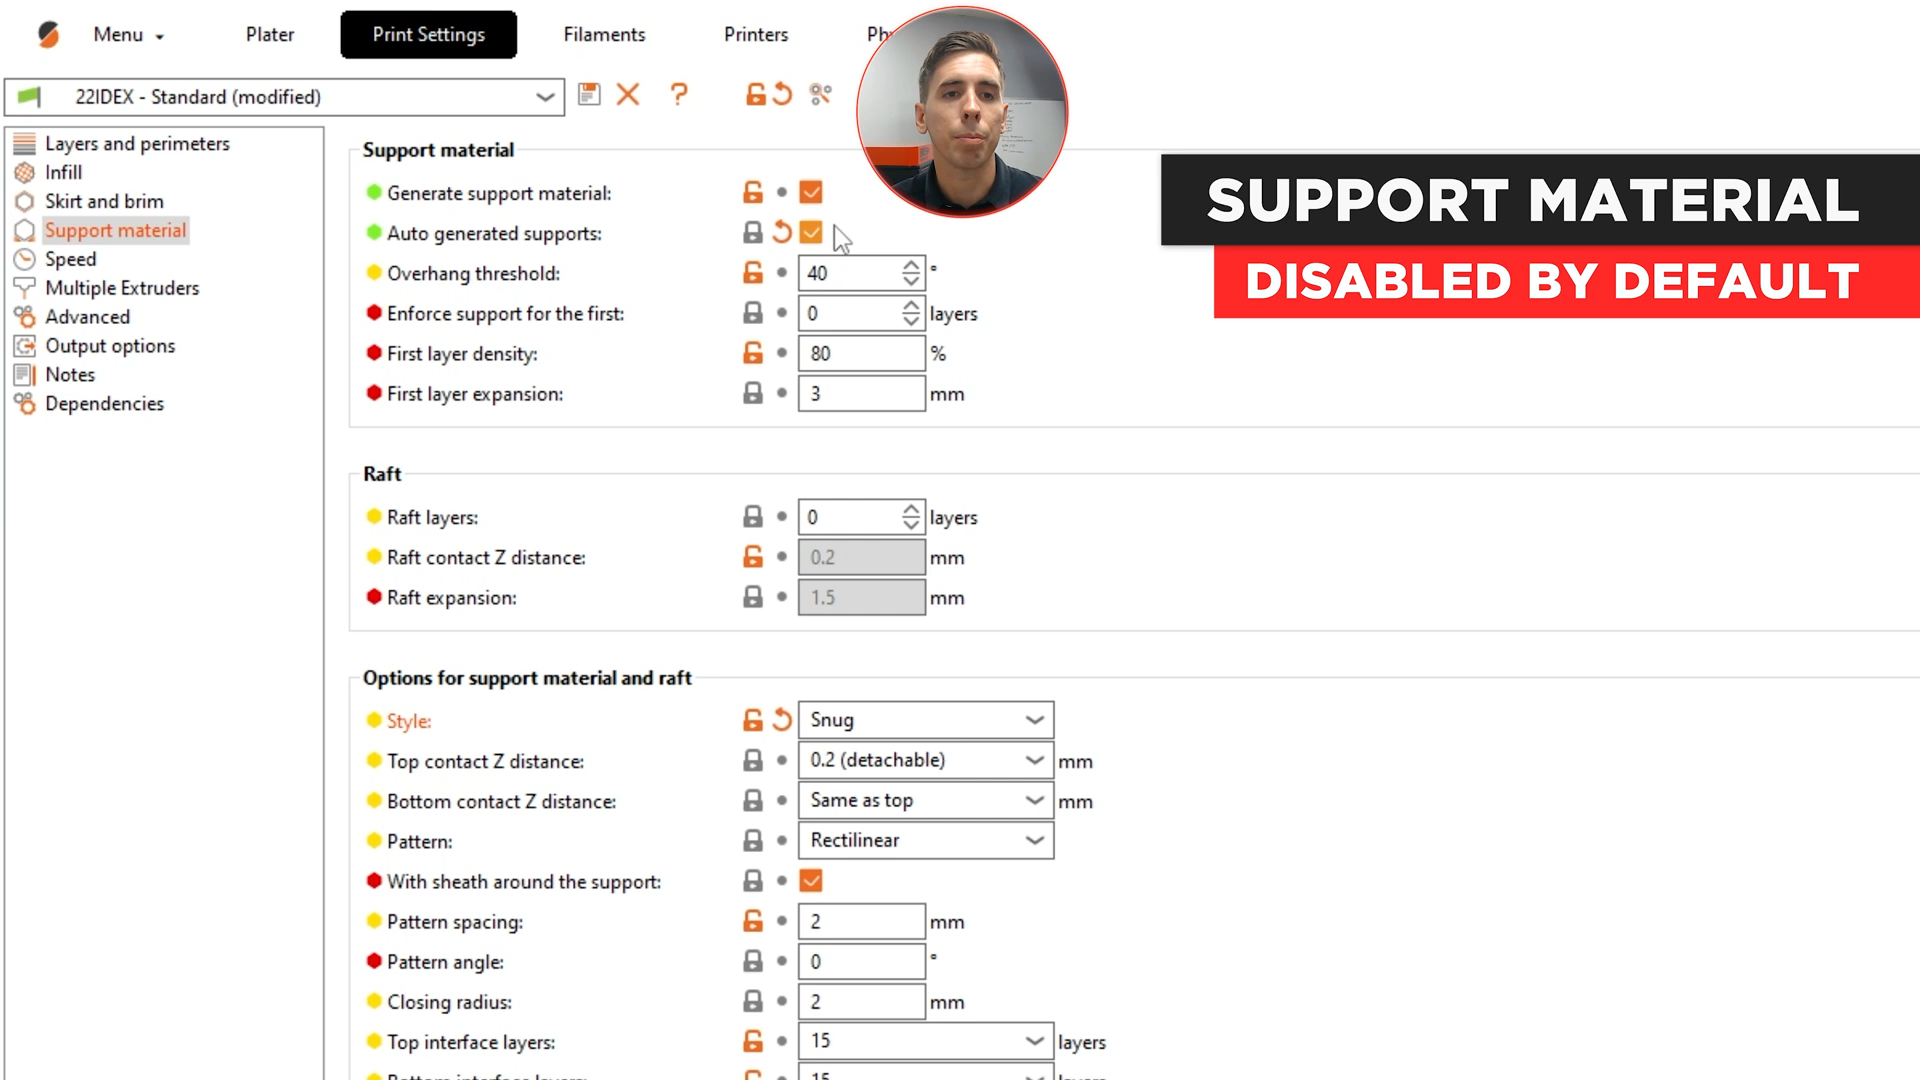 Menu
Plater
Print Settings
Filaments
Printers
22IDEX - Standard (modified)
?
Layers and perimeters
Infill
Skirt and brim
Support material
Speed
Multiple Extruders
Advanced
Output options
Notes
Dependencies
Support material
Generate support material:
Auto generated supports:
Overhang threshold: 40 °
Enforce support for the first: 0 layers
First layer density: 80 %
First layer expansion: 3 mm
SUPPORT MATERIAL
DISABLED BY DEFAULT
Raft
Raft layers: 0 layers
Raft contact Z distance: 0.2 mm
Raft expansion: 1.5 mm
Options for support material and raft
Style: Snug
Top contact Z distance: 0.2 (detachable) mm
Bottom contact Z distance: Same as top mm
Pattern: Rectilinear
With sheath around the support:
Pattern spacing: 2 mm
Pattern angle: 0 °
Closing radius: 2 mm
Top interface layers: 15 layers